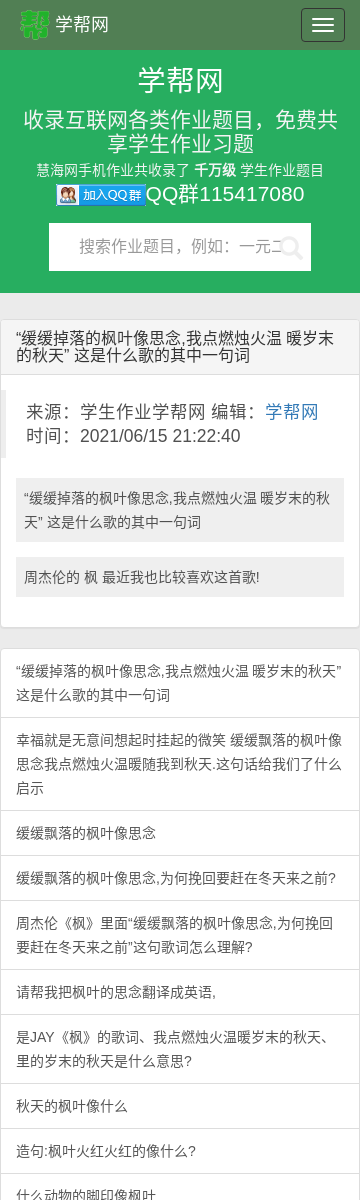 帮 学帮网
学帮网
收录互联网各类作业题目，免费共
享学生作业习题
慧海网手机作业共收录了 千万级 学生作业题目
加入QQ群 QQ群115417080
搜索作业题目，例如：一元二
“缓缓掉落的枫叶像思念,我点燃烛火温 暖岁末
的秋天” 这是什么歌的其中一句词
来源：学生作业学帮网 编辑：学帮网
时间：2021/06/15 21:22:40
“缓缓掉落的枫叶像思念,我点燃烛火温 暖岁末的秋
天” 这是什么歌的其中一句词
周杰伦的 枫 最近我也比较喜欢这首歌!
“缓缓掉落的枫叶像思念,我点燃烛火温 暖岁末的秋天”
这是什么歌的其中一句词
幸福就是无意间想起时挂起的微笑 缓缓飘落的枫叶像
思念我点燃烛火温暖随我到秋天.这句话给我们了什么
启示
缓缓飘落的枫叶像思念
缓缓飘落的枫叶像思念,为何挽回要赶在冬天来之前?
周杰伦《枫》里面“缓缓飘落的枫叶像思念,为何挽回
要赶在冬天来之前”这句歌词怎么理解?
请帮我把枫叶的思念翻译成英语,
是JAY《枫》的歌词、我点燃烛火温暖岁末的秋天、
里的岁末的秋天是什么意思?
秋天的枫叶像什么
造句:枫叶火红火红的像什么?
什么动物的脚印像枫叶